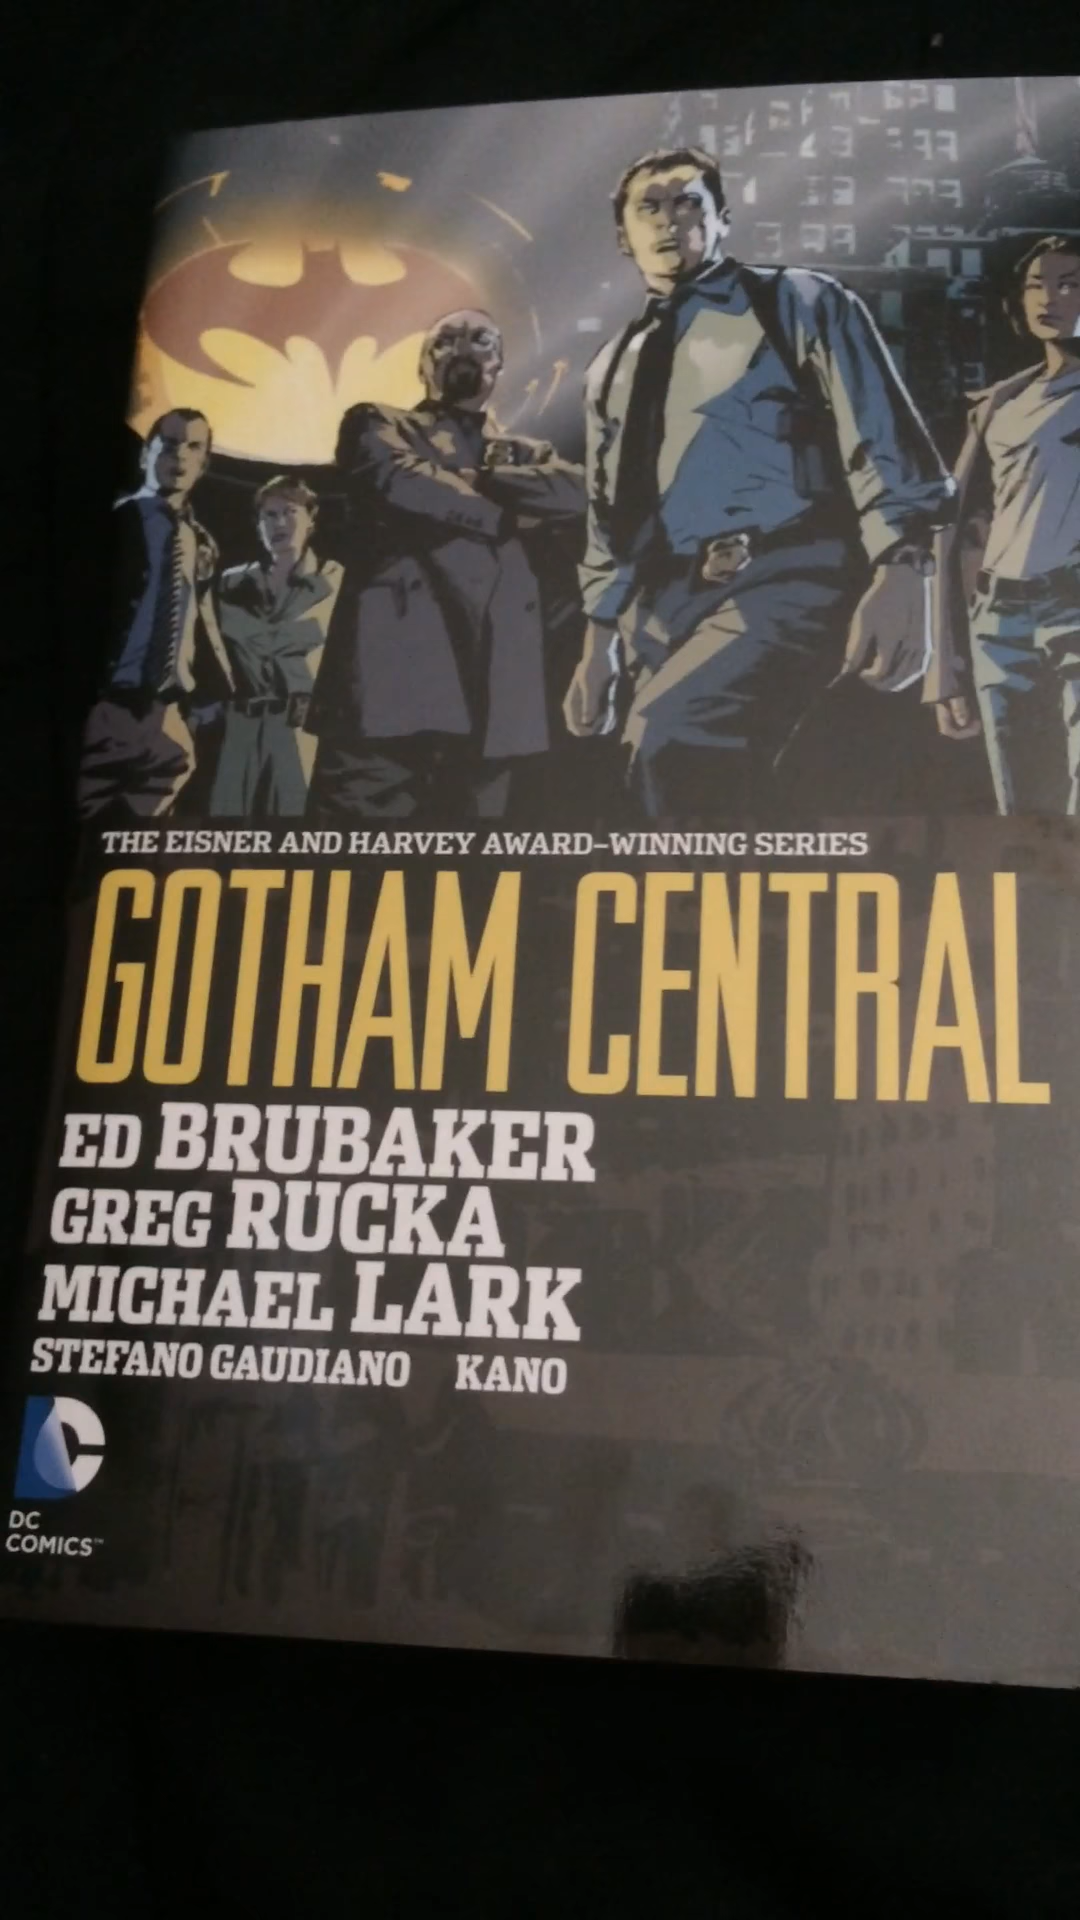 THE EISNER AND HARVEY AWARD-WINNING SERIES
GOTHAM CENTRAL
ED BRUBAKER
GREG RUCKA
MICHAEL LARK
STEFANO GAUDIANO KANO
DC
COMICS™